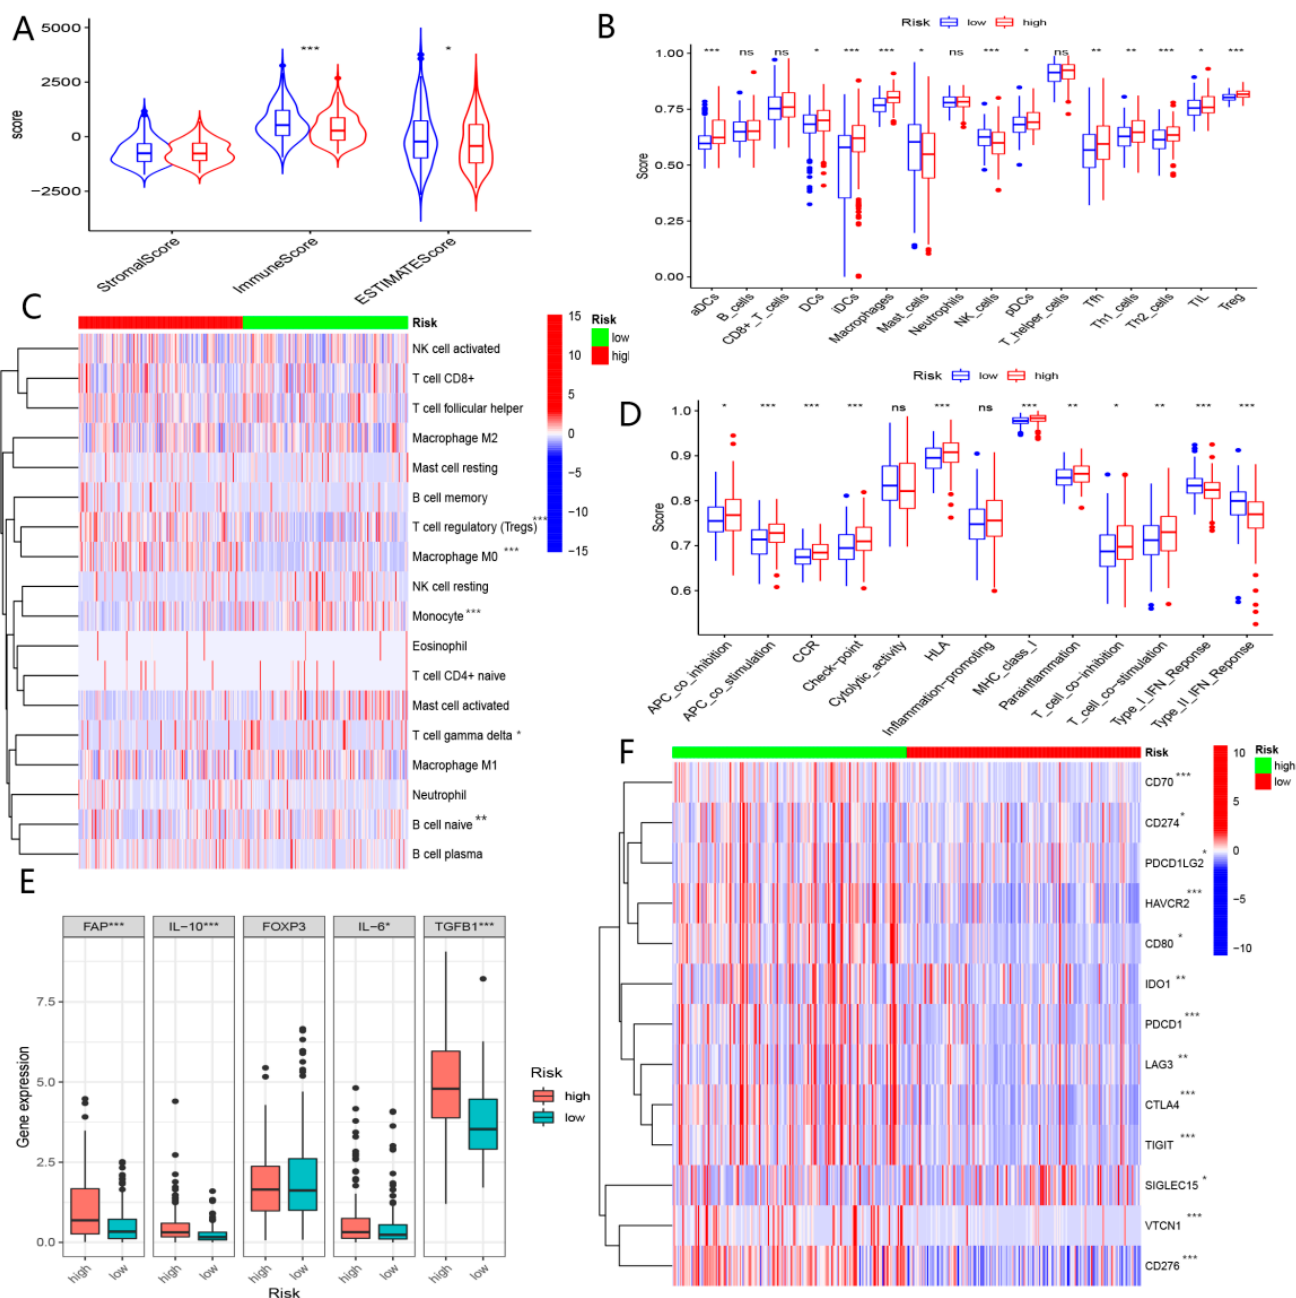 A
5000
2500
0
−2500
score
***
*
StromalScore
ImmuneScore
ESTIMATEScore
B
Risk low high
1.00
0.75
0.50
0.25
0.00
Score
*** ns ns * *** *** * ns *** * ns ** ** *** * ***
aDCs
B_cells
CD8+_T_cells
DCs
iDCs
Macrophages
Mast_cells
Neutrophils
NK_cells
pDCs
T_helper_cells
Tfh
Th1_cells
Th2_cells
TIL
Treg
C
Risk
NK cell activated
T cell CD8+
T cell follicular helper
Macrophage M2
Mast cell resting
B cell memory
T cell regulatory (Tregs)***
Macrophage M0 ***
NK cell resting
Monocyte ***
Eosinophil
T cell CD4+ naive
Mast cell activated
T cell gamma delta *
Macrophage M1
Neutrophil
B cell naive **
B cell plasma
15
10
5
0
−5
−10
−15
Risk
low
higl
D
Risk low high
1.0
0.9
0.8
0.7
0.6
Score
* *** *** *** ns *** ns *** ** * ** *** ***
APC_co_inhibition
APC_co_stimulation
CCR
Check−point
Cytolytic_activity
HLA
Inflammation−promoting
MHC_class_I
Parainflammation
T_cell_co−inhibition
T_cell_co−stimulation
Type_I_IFN_Reponse
Type_II_IFN_Reponse
E
FAP*** IL−10*** FOXP3 IL−6* TGFB1***
7.5
5.0
2.5
0.0
Gene expression
high low high low high low high low high low
Risk
Risk
high
low
F
Risk
CD70 ***
CD274 *
PDCD1LG2 *
HAVCR2 ***
CD80 *
IDO1 **
PDCD1 ***
LAG3 **
CTLA4 ***
TIGIT ***
SIGLEC15 *
VTCN1 ***
CD276 ***
10
5
0
−5
−10
Risk
high
low